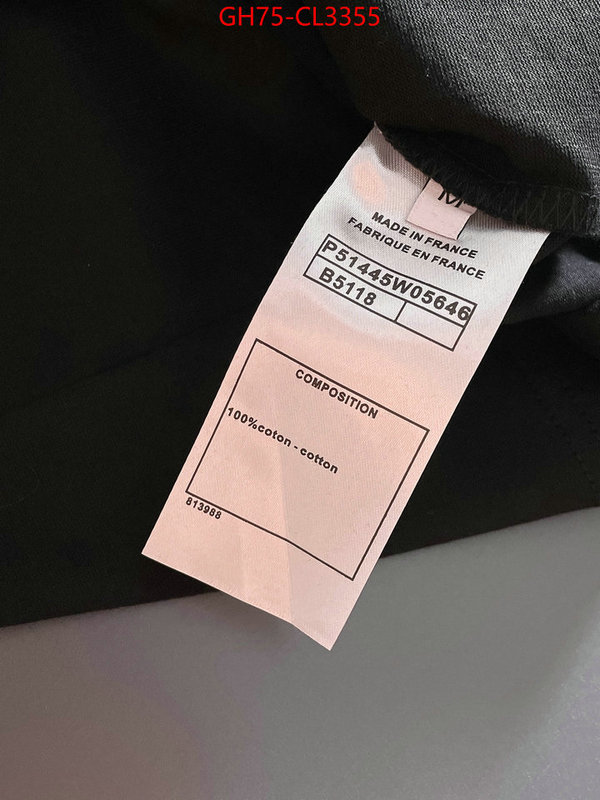 GH75-CL3355
M
MADE IN FRANCE
FABRIQUE EN FRANCE
P51445W05646
B5118
COMPOSITION
100%coton - cotton
813988